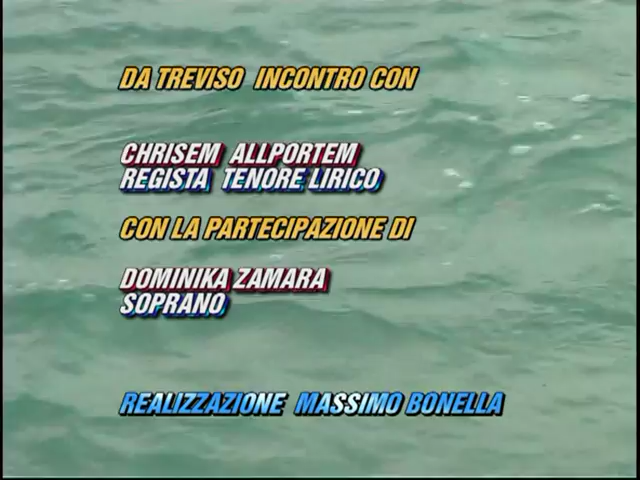 DA TREVISO INCONTRO CON
CHRISEM ALLPORTEM
REGISTA TENORE LIRICO
CON LA PARTECIPAZIONE DI
DOMINIKA ZAMARA
SOPRANO
REALIZZAZIONE MASSIMO BONELLA